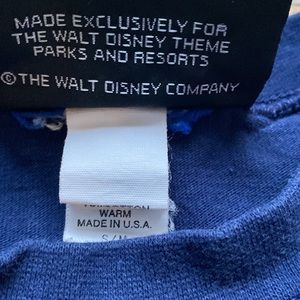 MADE EXCLUSIVELY FOR
THE WALT DISNEY THEME
PARKS AND RESORTS
©THE WALT DISNEY COMPANY
WARM
MADE IN U.S.A.
S/M